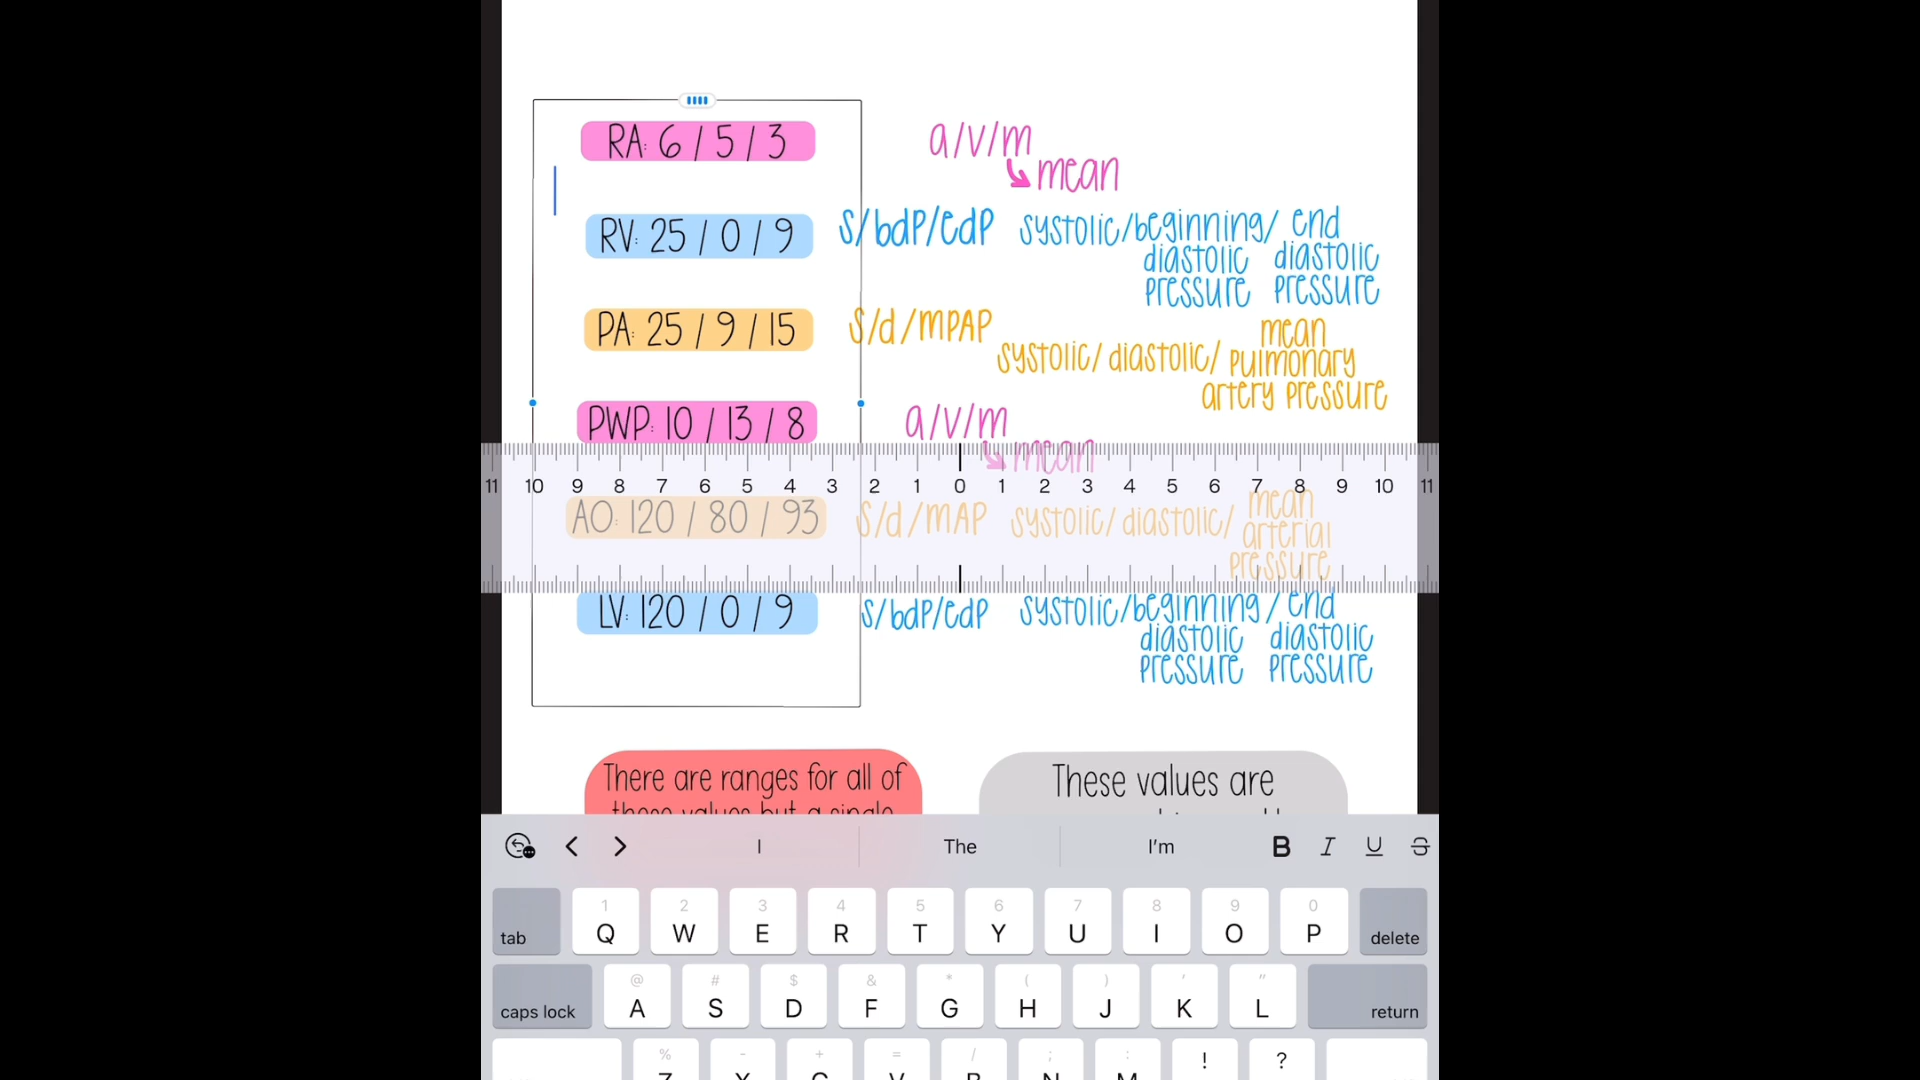 RA: 6 / 5 / 3
a/v/m
mean
RV: 25 / 0 / 9
s/bdP/edP
systolic/beginning/ end
diastolic diastolic
pressure pressure
PA: 25 / 9 / 15
s/d/mPAP
mean
systolic/ diastolic/ pulmonary
artery pressure
PWP: 10 / 13 / 8
a/v/m
mean
11 10 9 8 7 6 5 4 3 2 1 0 1 2 3 4 5 6 7 8 9 10 11
AO: 120 / 80 / 93
s/d/mAP
mean
systolic/ diastolic/ arterial
pressure
LV: 120 / 0 / 9
s/bdP/edP
systolic/beginning / end
diastolic diastolic
pressure pressure
There are ranges for all of
these values but a single
These values are
I The I'm B I U S
1 2 3 4 5 6 7 8 9 0
tab Q W E R T Y U I O P delete
@ # $ & * ( ) ' "
caps lock A S D F G H J K L return
% - + = / ; : ! ?
Z X C V B N M